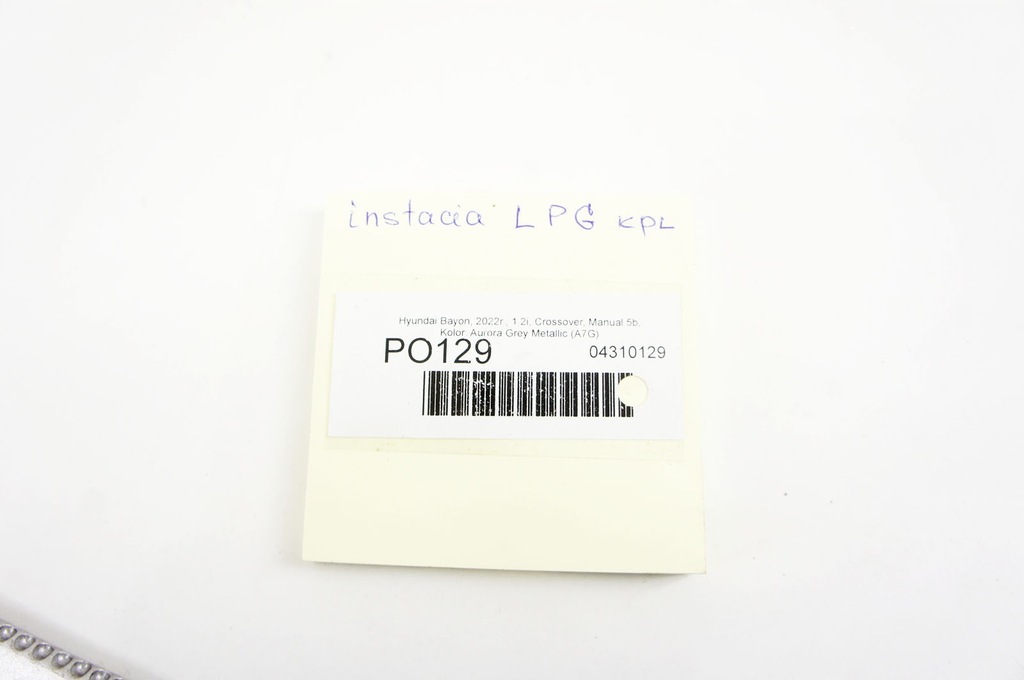 instacia LPG kpl
Hyundai Bayon, 2022r., 1.2i, Crossover, Manual 5b,
Kolor: Aurora Grey Metallic (A7G)
PO129 04310129